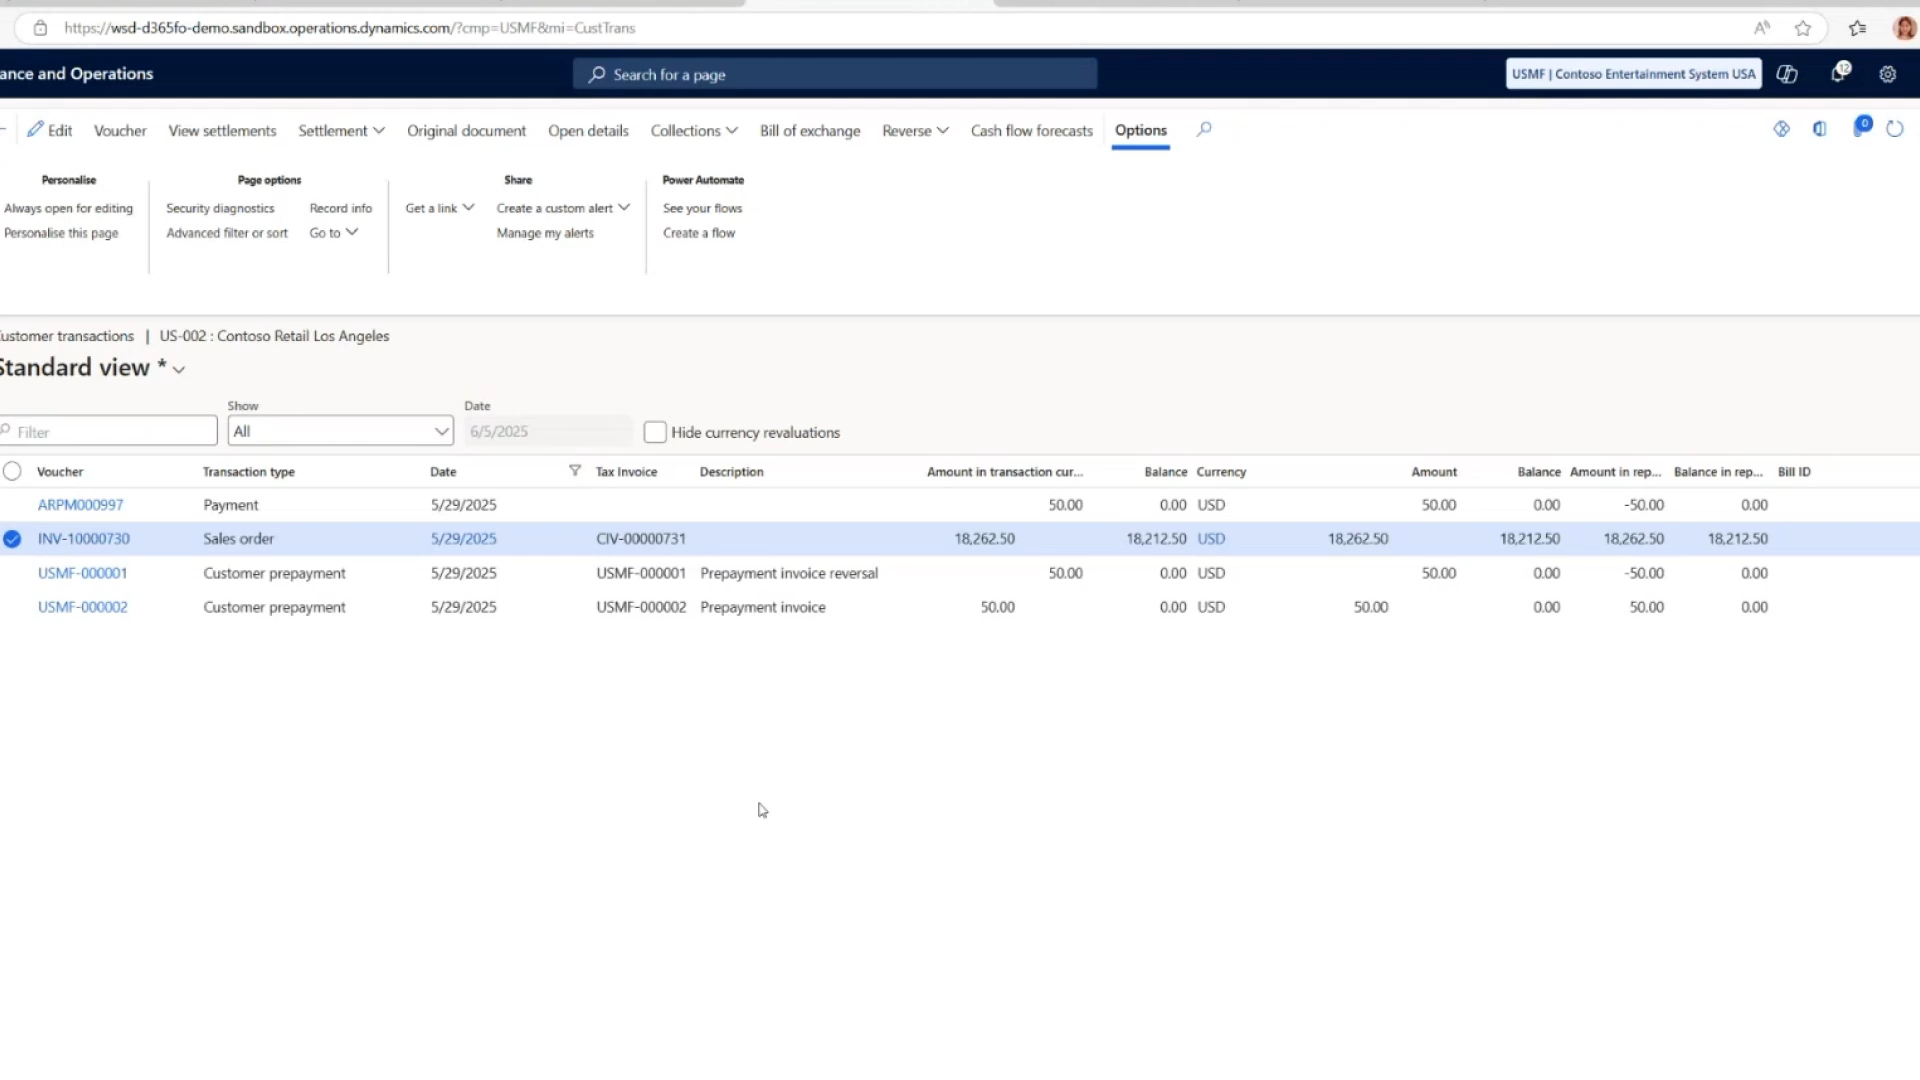 https://wsd-d365fo-demo.sandbox.operations.dynamics.com/?cmp=USMF&mi=CustTrans
ance and Operations
Search for a page
USMF | Contoso Entertainment System USA
12
Edit Voucher View settlements Settlement Original document Open details Collections Bill of exchange Reverse Cash flow forecasts Options
0
Personalise Page options Share Power Automate
Always open for editing Security diagnostics Record info Get a link Create a custom alert See your flows
Personalise this page Advanced filter or sort Go to Manage my alerts Create a flow
ustomer transactions | US-002 : Contoso Retail Los Angeles
Standard view *
Show Date
Filter All 6/5/2025 Hide currency revaluations
Voucher Transaction type Date Tax Invoice Description Amount in transaction cur... Balance Currency Amount Balance Amount in rep... Balance in rep... Bill ID
ARPM000997 Payment 5/29/2025 50.00 0.00 USD 50.00 0.00 -50.00 0.00
INV-10000730 Sales order 5/29/2025 CIV-00000731 18,262.50 18,212.50 USD 18,262.50 18,212.50 18,262.50 18,212.50
USMF-000001 Customer prepayment 5/29/2025 USMF-000001 Prepayment invoice reversal 50.00 0.00 USD 50.00 0.00 -50.00 0.00
USMF-000002 Customer prepayment 5/29/2025 USMF-000002 Prepayment invoice 50.00 0.00 USD 50.00 0.00 50.00 0.00